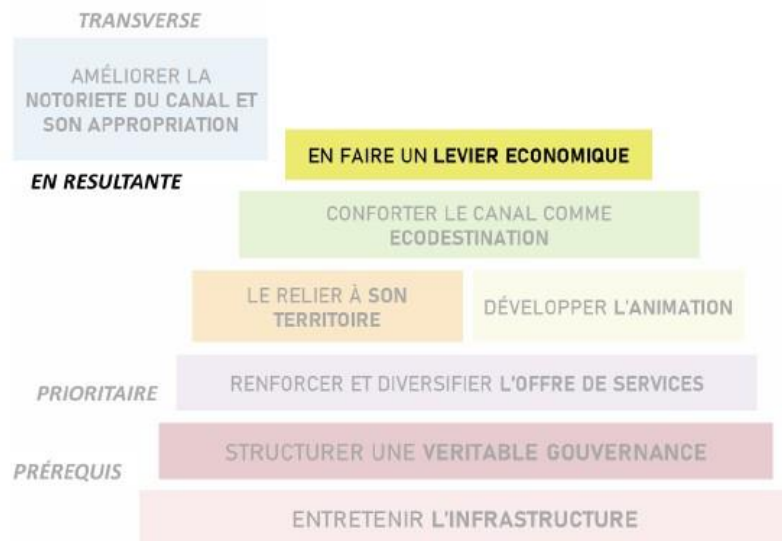 TRANSVERSE
AMÉLIORER LA
NOTORIETE DU CANAL ET
SON APPROPRIATION
EN FAIRE UN LEVIER ECONOMIQUE
EN RESULTANTE
CONFORTER LE CANAL COMME
ECODESTINATION
LE RELIER À SON
TERRITOIRE
DÉVELOPPER L'ANIMATION
RENFORCER ET DIVERSIFIER L'OFFRE DE SERVICES
PRIORITAIRE
STRUCTURER UNE VERITABLE GOUVERNANCE
PRÉREQUIS
ENTRETENIR L'INFRASTRUCTURE